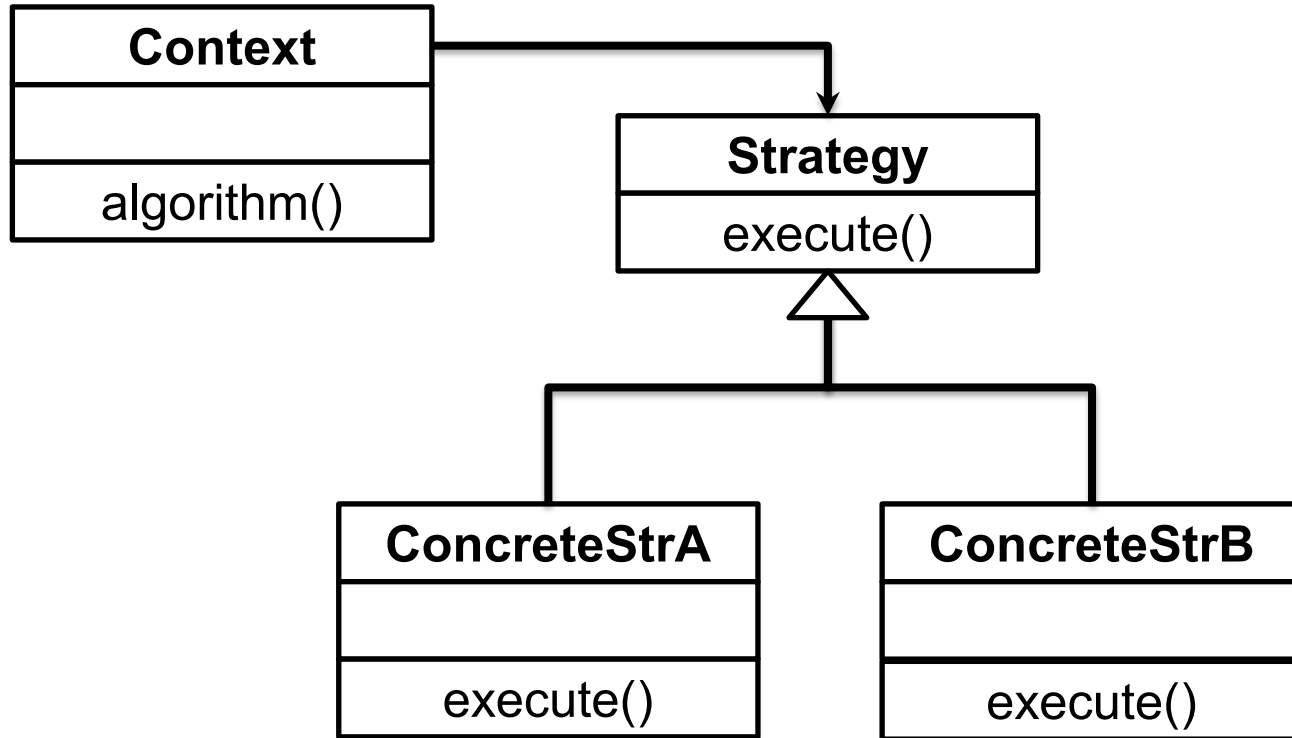 Context
algorithm()
Strategy
execute()
ConcreteStrA
execute()
ConcreteStrB
execute()